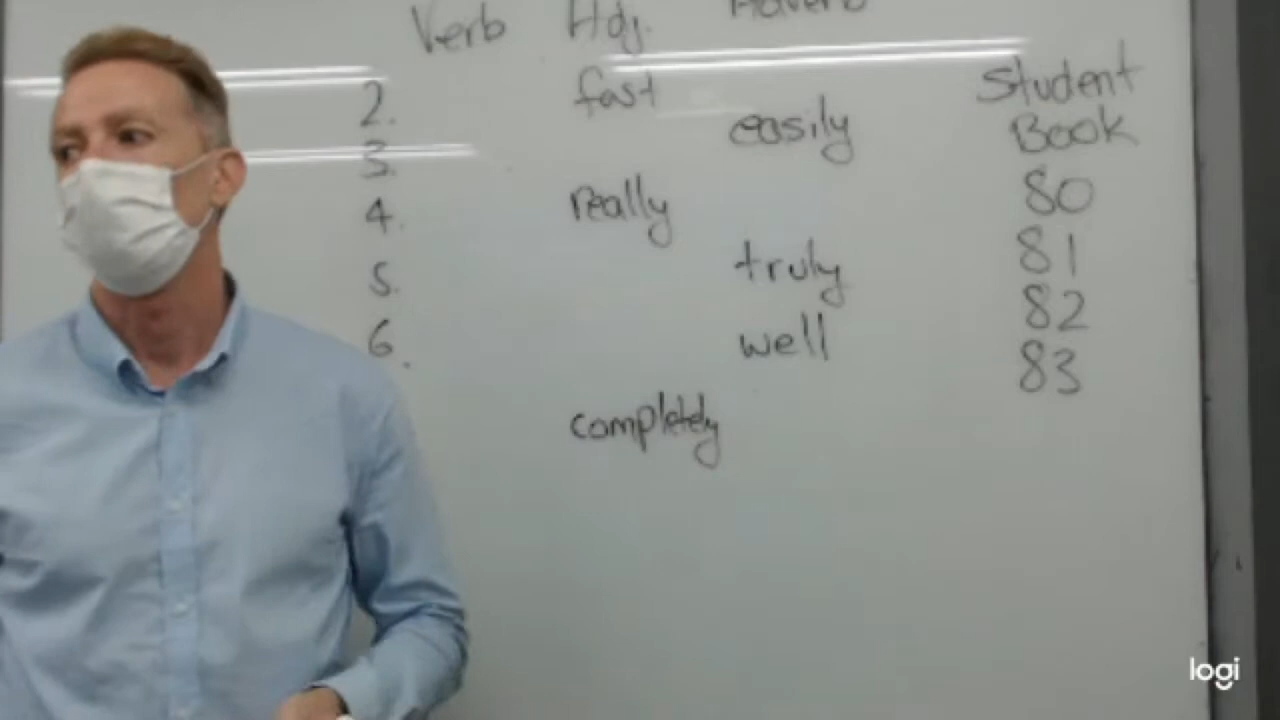 Verb Adj. Adverb
2. fast
easily
3.
4. really
5. truly
6. well
completely
Student
Book
80
81
82
83
logi